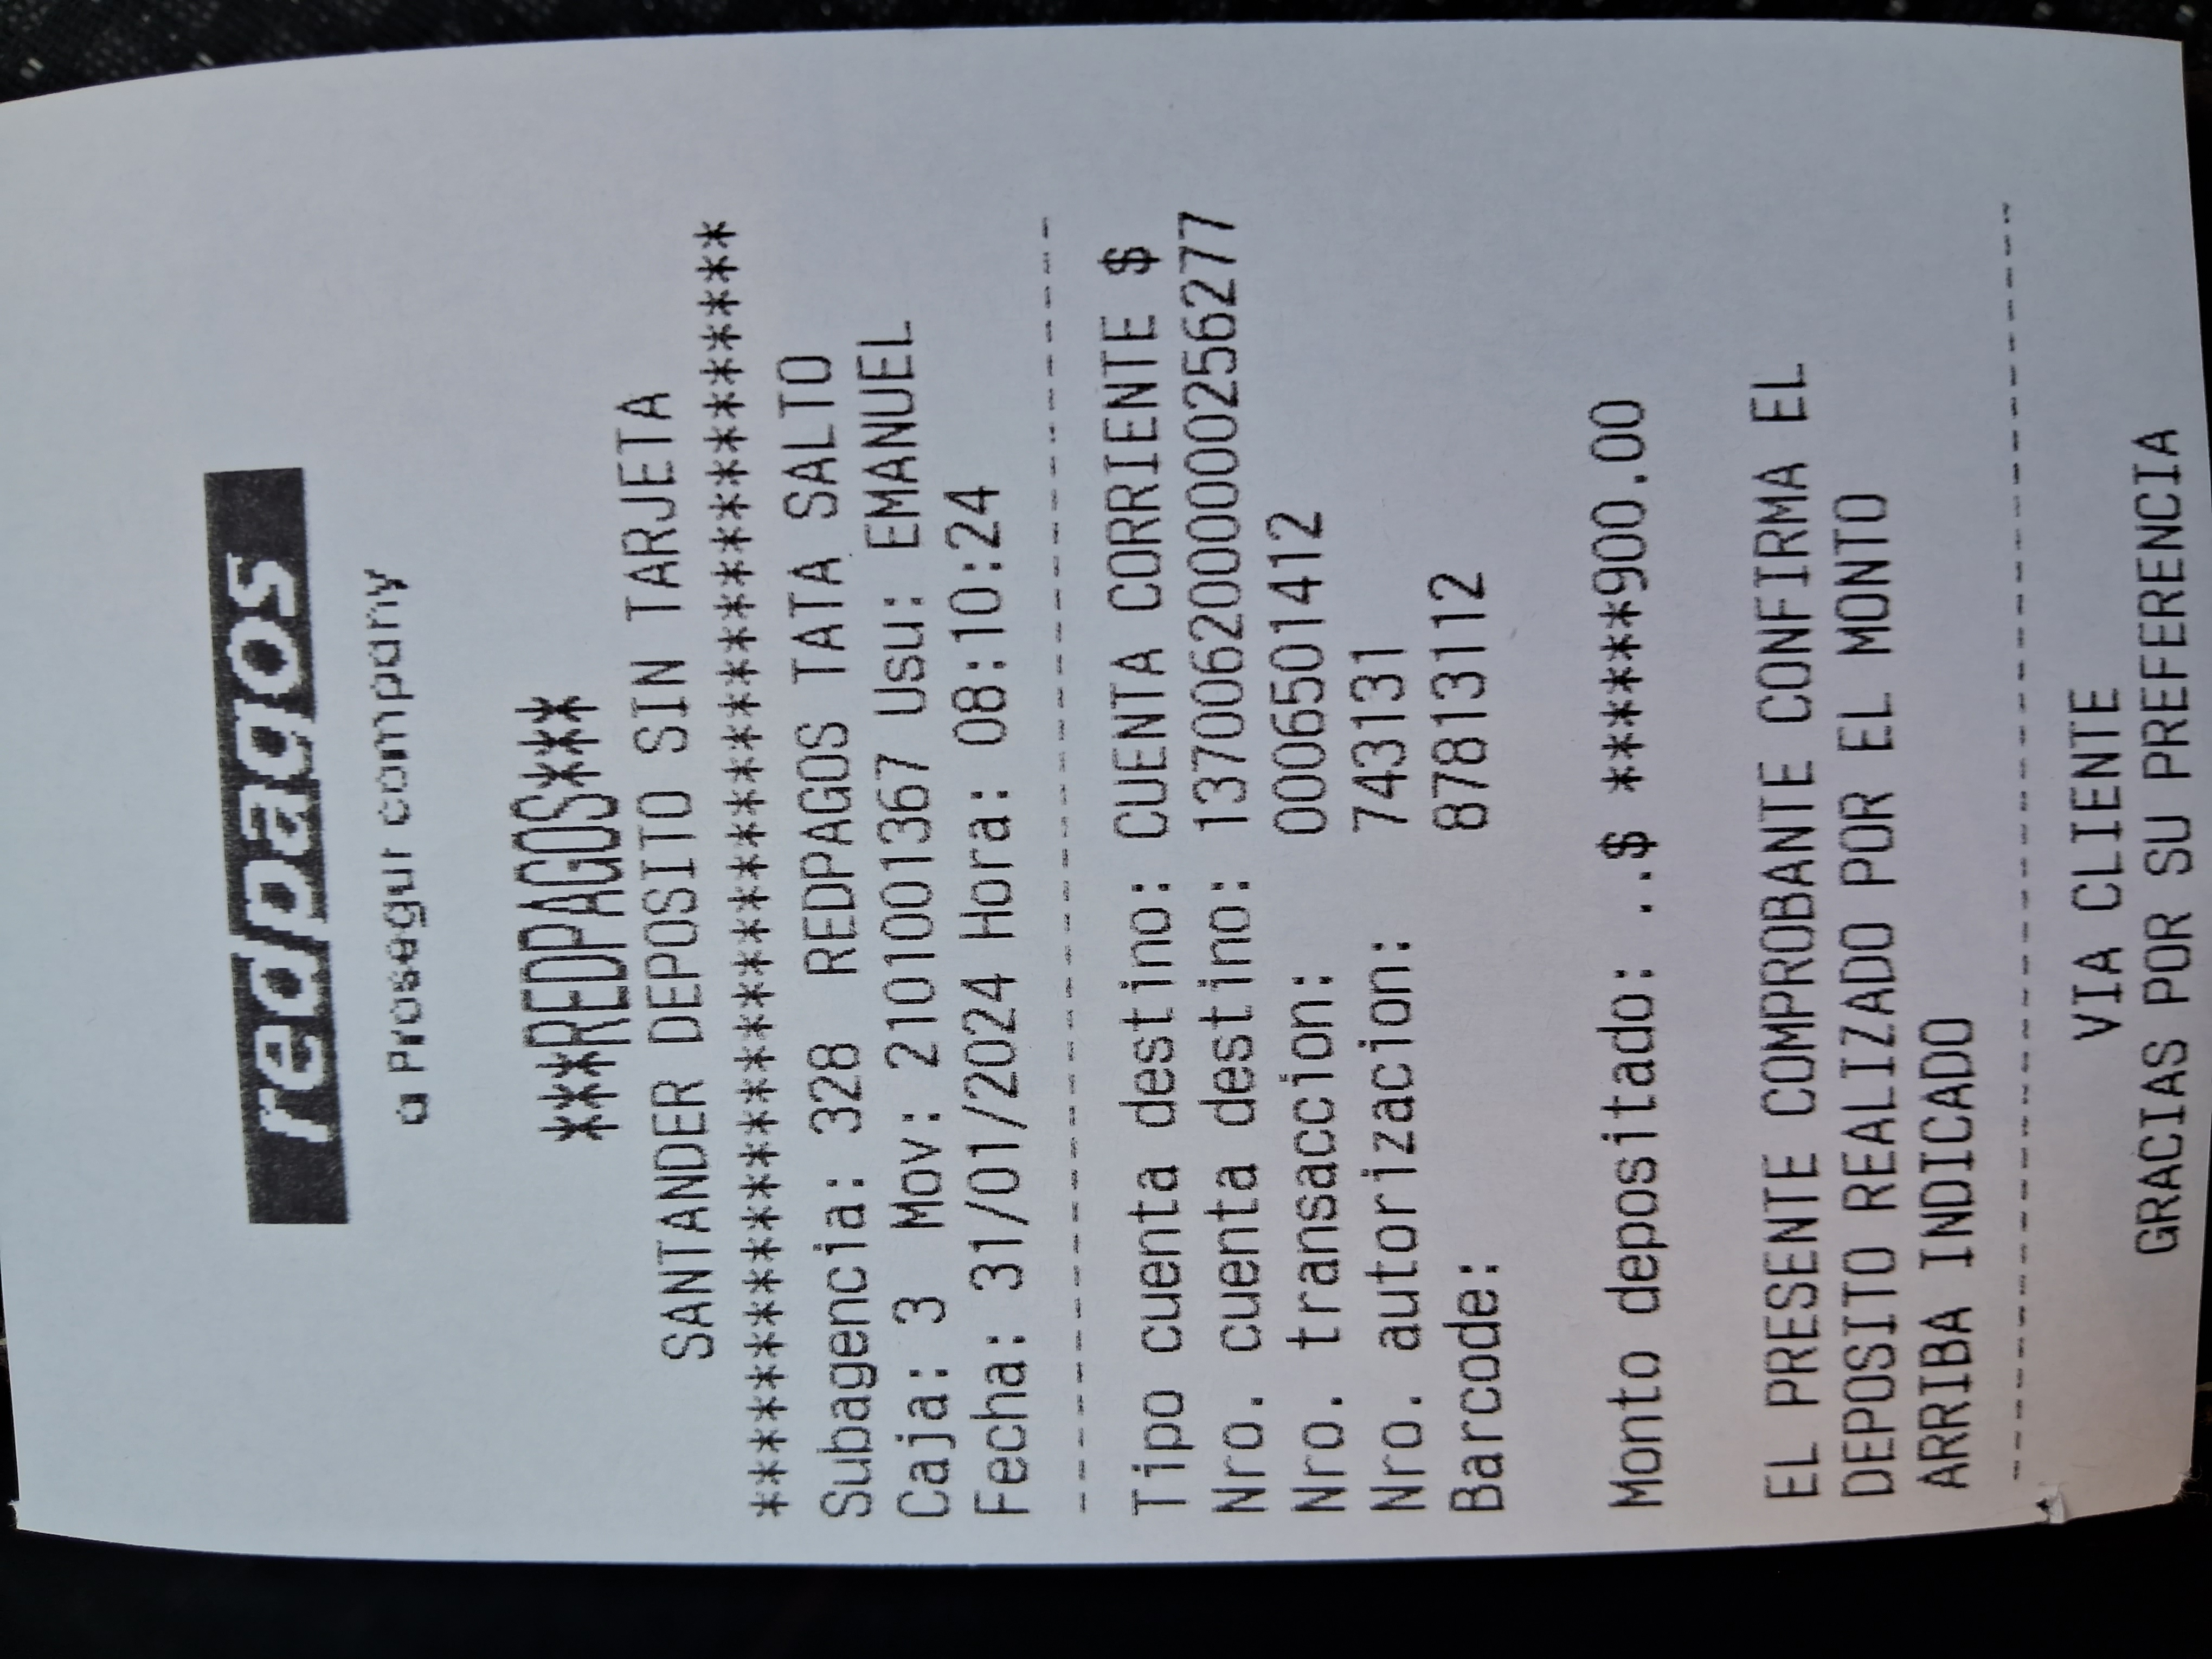 redpagos
a Prosegur company
***REDPAGOS***
SANTANDER DEPOSITO SIN TARJETA
*****************************************
Subagencia: 328  REDPAGOS TATA SALTO
Caja: 3  Mov: 2101001367 Usu: EMANUEL
Fecha: 31/01/2024 Hora: 08:10:24
-----------------------------------------
Tipo cuenta destino: CUENTA CORRIENTE $
Nro. cuenta destino: 1370062000000256277
Nro. transaccion:    0006501412
Nro. autorizacion:   743131
Barcode:             87813112
Monto depositado: ..$ ******900.00
EL PRESENTE COMPROBANTE CONFIRMA EL
DEPOSITO REALIZADO POR EL MONTO
ARRIBA INDICADO
-----------------------------------------
VIA CLIENTE
GRACIAS POR SU PREFERENCIA